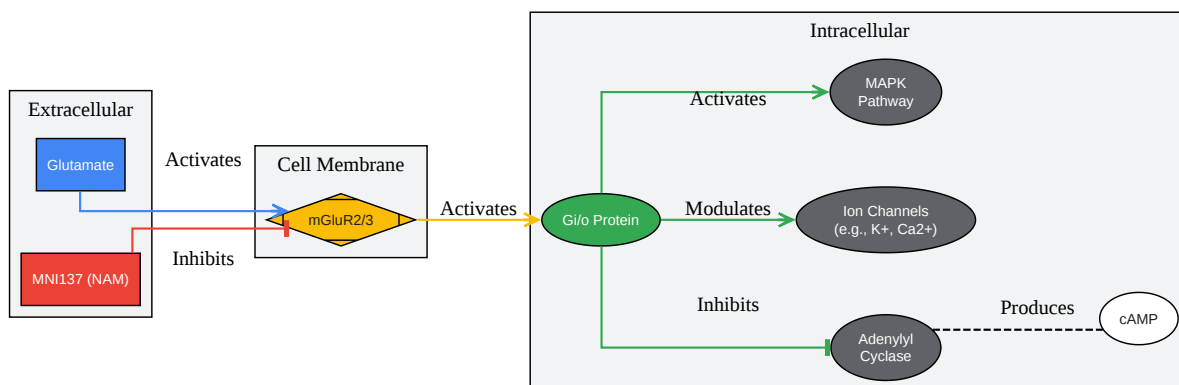 Intracellular
Extracellular
Glutamate
Activates
Inhibits
MNI137 (NAM)
Cell Membrane
mGluR2/3
Activates
Gi/o Protein
Activates
MAPK
Pathway
Modulates
Ion Channels
(e.g., K+, Ca2+)
Inhibits
Adenylyl
Cyclase
Produces
cAMP